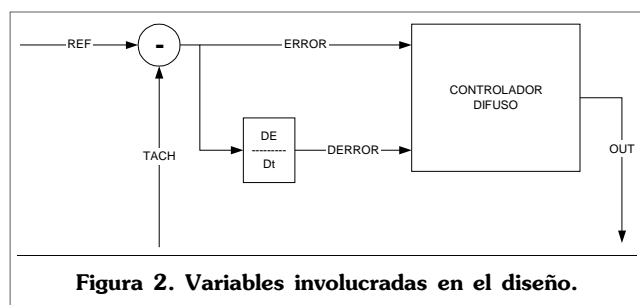 REF
-
ERROR
CONTROLADOR
DIFUSO
DE
--------
Dt
DERROR
TACH
OUT
Figura 2. Variables involucradas en el diseño.